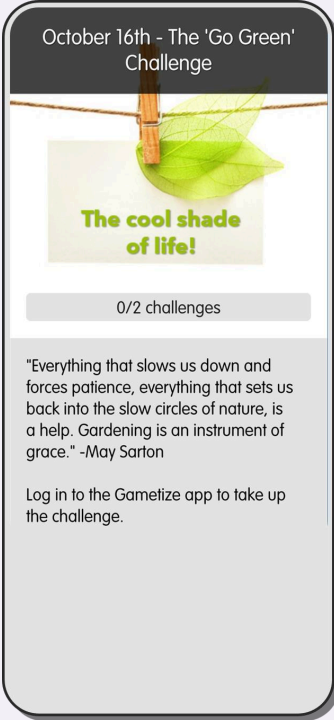 October 16th - The 'Go Green'
Challenge
The cool shade
of life!
0/2 challenges
"Everything that slows us down and
forces patience, everything that sets us
back into the slow circles of nature, is
a help. Gardening is an instrument of
grace." -May Sarton
Log in to the Gametize app to take up
the challenge.